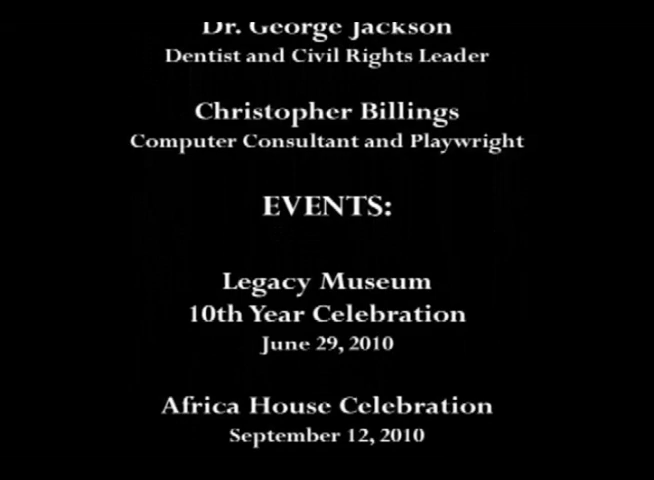 Dr. George Jackson
Dentist and Civil Rights Leader
Christopher Billings
Computer Consultant and Playwright
EVENTS:
Legacy Museum
10th Year Celebration
June 29, 2010
Africa House Celebration
September 12, 2010